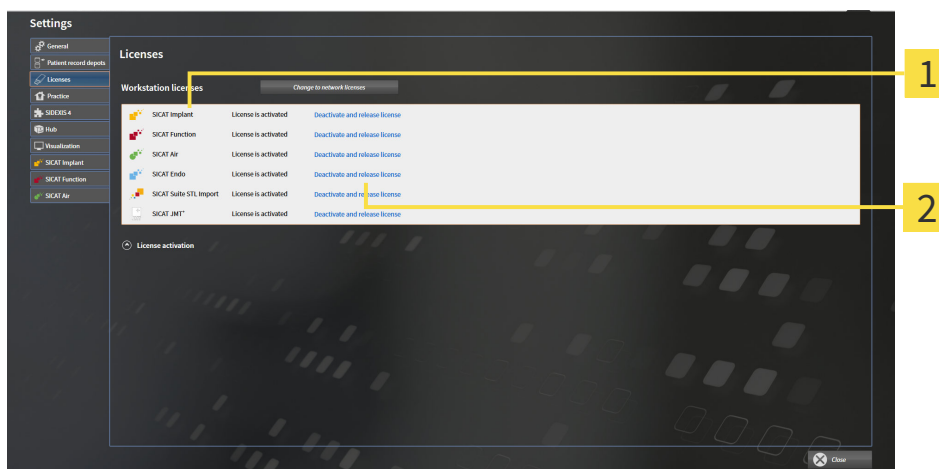 Settings
General
Patient record depots
Licenses
Practice
SIDEXIS 4
Hub
Visualization
SICAT Implant
SICAT Function
SICAT Air
Licenses
Workstation licenses Change to network licenses
SICAT Implant License is activated Deactivate and release license
SICAT Function License is activated Deactivate and release license
SICAT Air License is activated Deactivate and release license
SICAT Endo License is activated Deactivate and release license
SICAT Suite STL Import License is activated Deactivate and release license
SICAT JMT+ License is activated Deactivate and release license
License activation
Close
1
2